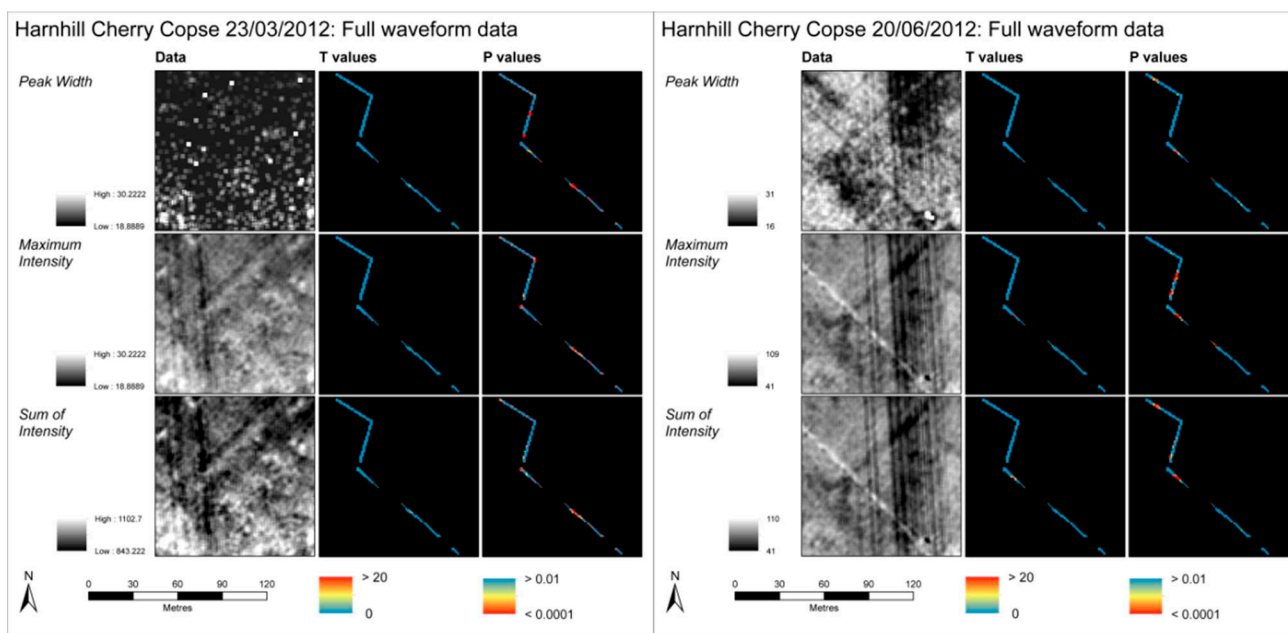 Harnhill Cherry Copse 23/03/2012: Full waveform data
Data T values P values
Peak Width
High : 30.2222
Low : 18.8889
Maximum
Intensity
High : 30.2222
Low : 18.8889
Sum of
Intensity
High : 1102.7
Low : 843.222
N
0 30 60 90 120
Metres
> 20
0
> 0.01
< 0.0001
Harnhill Cherry Copse 20/06/2012: Full waveform data
Data T values P values
Peak Width
31
16
Maximum
Intensity
109
41
Sum of
Intensity
110
41
N
0 30 60 90 120
Metres
> 20
0
> 0.01
< 0.0001